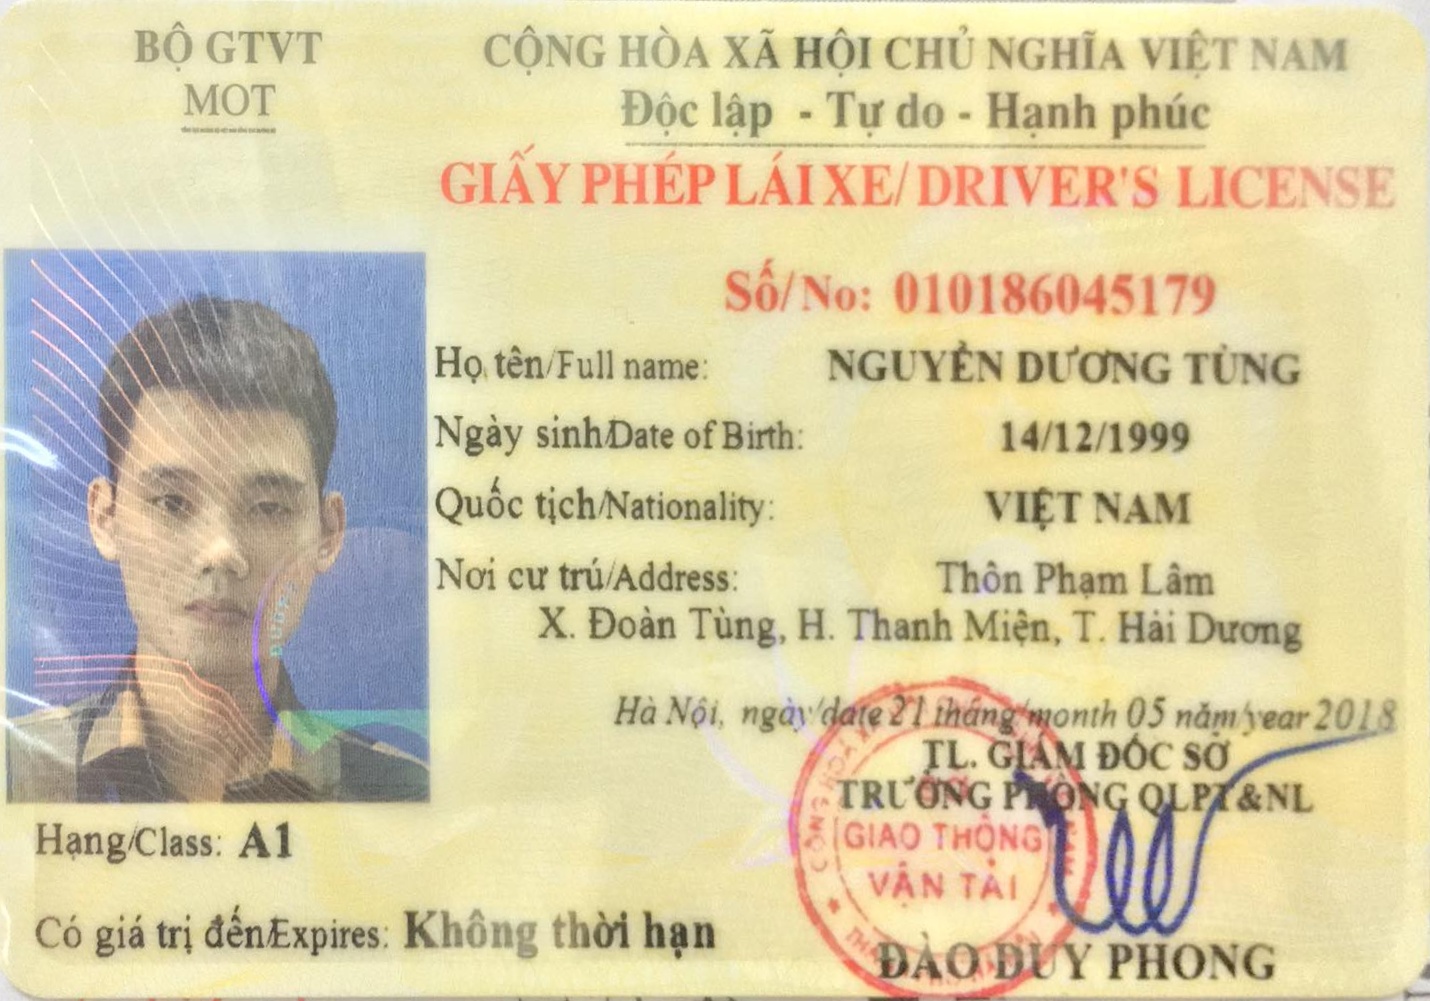 BỘ GTVT
MOT
CỘNG HÒA XÃ HỘI CHỦ NGHĨA VIỆT NAM
Độc lập - Tự do - Hạnh phúc
GIẤY PHÉP LÁI XE/ DRIVER'S LICENSE
Số/No: 010186045179
Họ tên/Full name: NGUYỄN DƯƠNG TÙNG
Ngày sinh/Date of Birth: 14/12/1999
Quốc tịch/Nationality: VIỆT NAM
Nơi cư trú/Address: Thôn Phạm Lâm
X. Đoàn Tùng, H. Thanh Miện, T. Hải Dương
Hà Nội, ngày/date 21 tháng/month 05 năm/year 2018
TL. GIÁM ĐỐC SỞ
TRƯỞNG PHÒNG QLPT&NL
GIAO THÔNG
VẬN TẢI
Hạng/Class: A1
Có giá trị đến/Expires: Không thời hạn
ĐÀO DUY PHONG